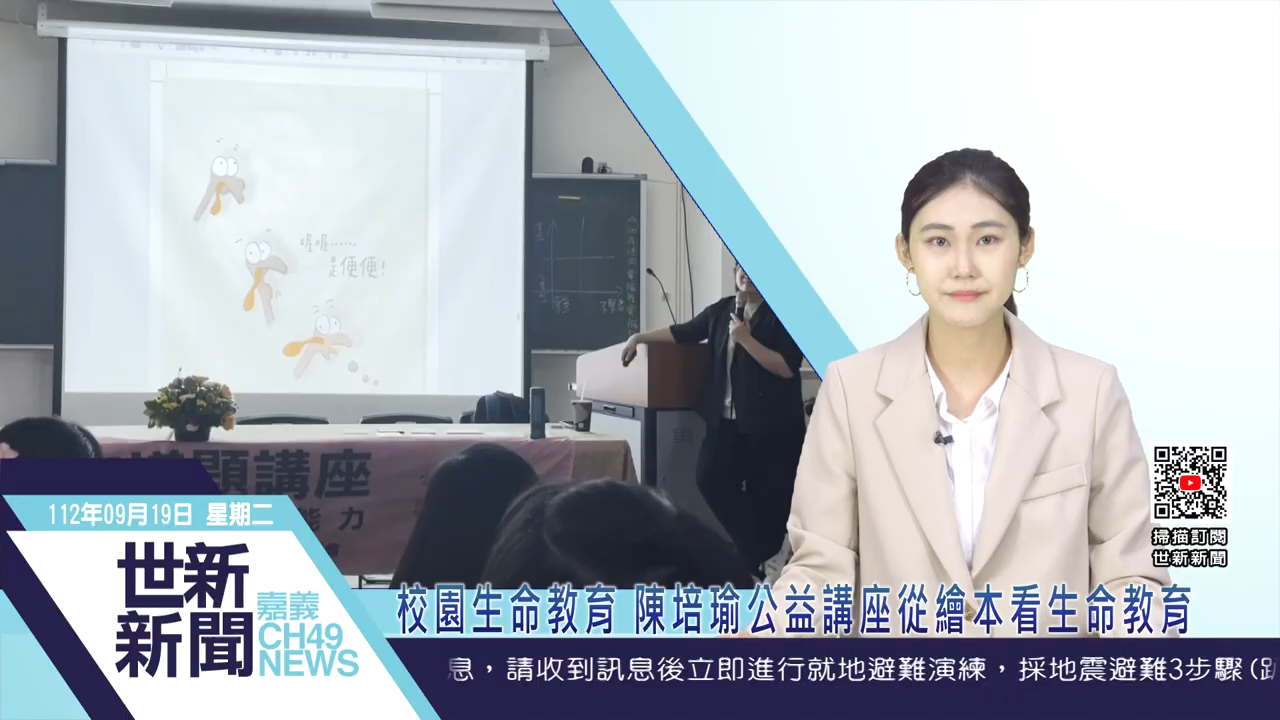 喔喔……
是便便!
講座
能力
112年09月19日 星期二
世新
新聞
嘉義
CH49
NEWS
掃描訂閱
世新新聞
校園生命教育 陳培瑜公益講座從繪本看生命教育
息，請收到訊息後立即進行就地避難演練，採地震避難3步驟(